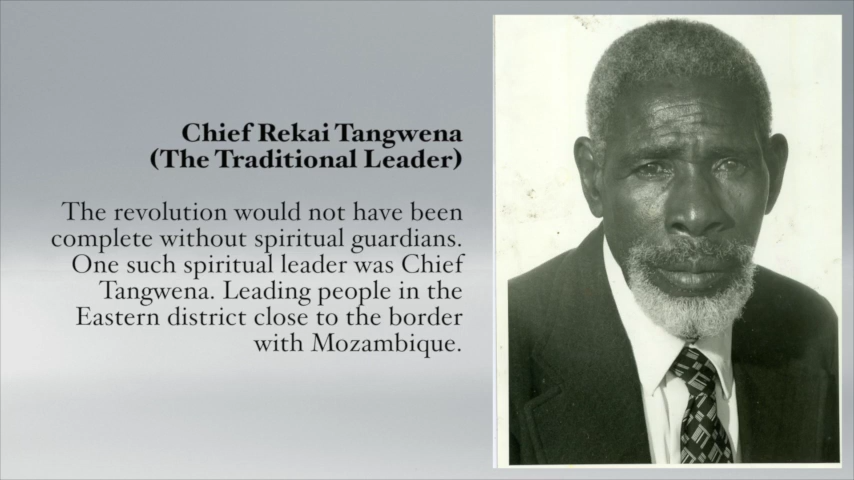 Chief Rekai Tangwena
(The Traditional Leader)
The revolution would not have been
complete without spiritual guardians.
One such spiritual leader was Chief
Tangwena. Leading people in the
Eastern district close to the border
with Mozambique.